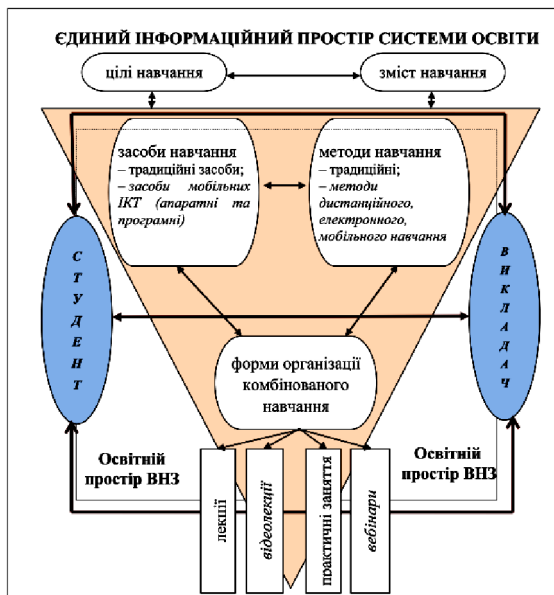 ЄДИНИЙ ІНФОРМАЦІЙНИЙ ПРОСТІР СИСТЕМИ ОСВІТИ
цілі навчання
зміст навчання
засоби навчання
– традиційні засоби;
– засоби мобільних
ІКТ (апаратні та
програмні)
методи навчання
– традиційні;
– методи
дистанційного,
електронного,
мобільного навчання
СТУДЕНТ
ВИКЛАДАЧ
форми організації
комбінованого
навчання
Освітній
простір ВНЗ
Освітній
простір ВНЗ
лекції
відеолекції
практичні заняття
вебінари